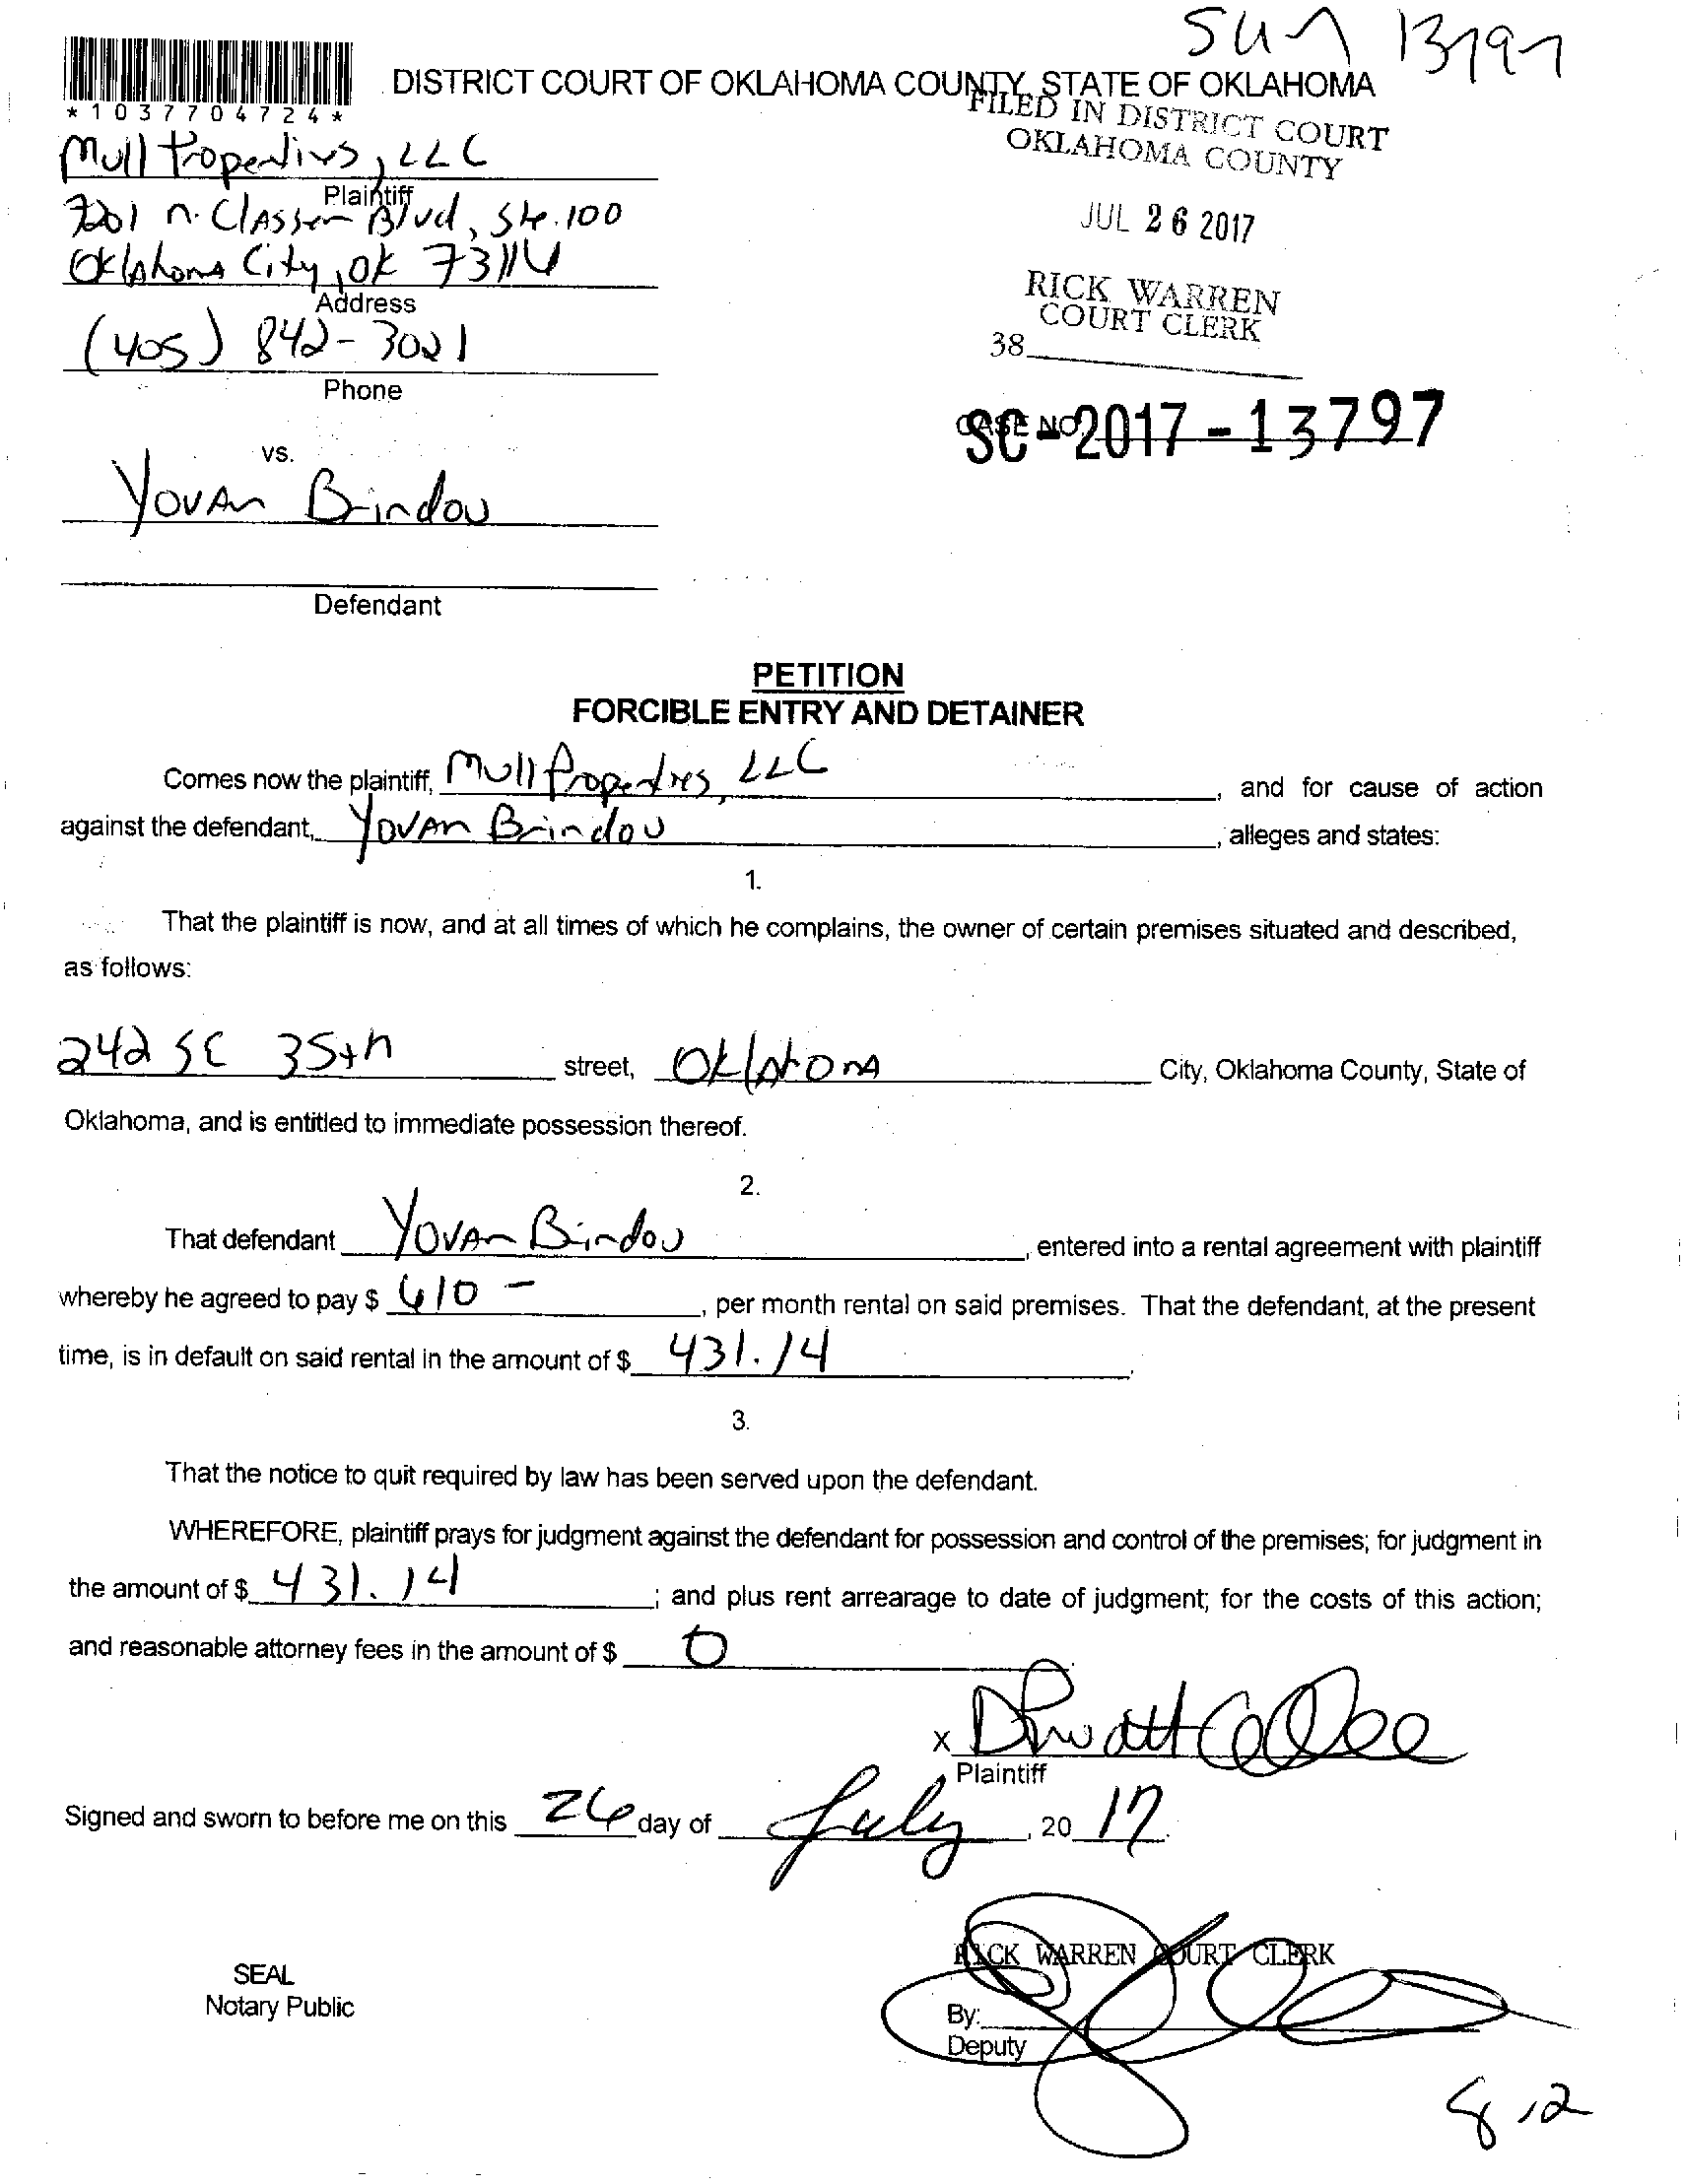 Sun 13797
DISTRICT COURT OF OKLAHOMA COUNTY, STATE OF OKLAHOMA
*1037704724*
FILED IN DISTRICT COURT
OKLAHOMA COUNTY
JUL 26 2017
RICK WARREN
COURT CLERK
38
Mull Properties, LLC
Plaintiff
7201 N. Classen Blvd, Ste. 100
Oklahoma City, OK 73116
Address
(405) 842-3021
Phone
CASE NO.
SC-2017-13797
vs.
Yovan Brindou
Defendant
PETITION
FORCIBLE ENTRY AND DETAINER
Comes now the plaintiff, Mull Properties, LLC, and for cause of action
against the defendant, Yovan Brindou, alleges and states:
1.
That the plaintiff is now, and at all times of which he complains, the owner of certain premises situated and described,
as follows:
242 SE 35th street, Oklahoma City, Oklahoma County, State of
Oklahoma, and is entitled to immediate possession thereof.
2.
That defendant Yovan Brindou, entered into a rental agreement with plaintiff
whereby he agreed to pay $ 610 -, per month rental on said premises. That the defendant, at the present
time, is in default on said rental in the amount of $ 431.14.
3.
That the notice to quit required by law has been served upon the defendant.
WHEREFORE, plaintiff prays for judgment against the defendant for possession and control of the premises; for judgment in
the amount of $ 431.14; and plus rent arrearage to date of judgment; for the costs of this action;
and reasonable attorney fees in the amount of $ 0
x
Plaintiff
Signed and sworn to before me on this 26 day of July, 20 17.
RICK WARREN COURT CLERK
SEAL
Notary Public
By:
Deputy
8.12